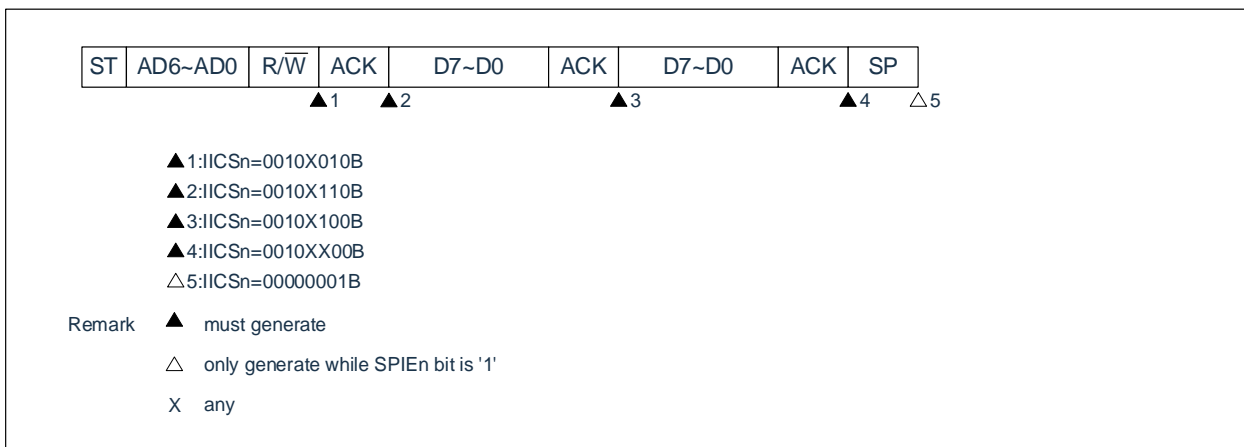 ST AD6~AD0 R/W̅ ACK D7~D0 ACK D7~D0 ACK SP
▲1 ▲2 ▲3 ▲4 △5
▲1:IICSn=0010X010B
▲2:IICSn=0010X110B
▲3:IICSn=0010X100B
▲4:IICSn=0010XX00B
△5:IICSn=00000001B
Remark ▲ must generate
△ only generate while SPIEn bit is '1'
X any